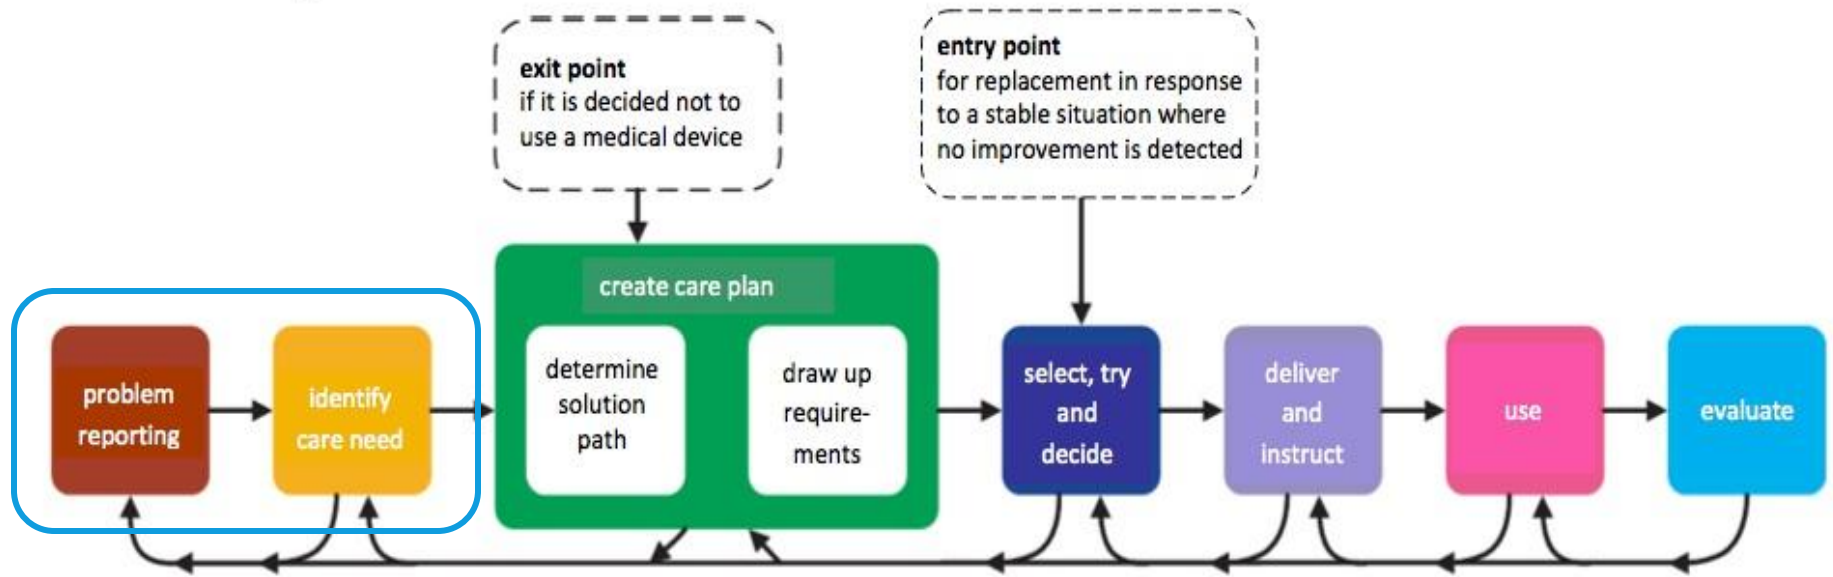 exit point
if it is decided not to
use a medical device
entry point
for replacement in response
to a stable situation where
no improvement is detected
create care plan
problem
reporting
identify
care need
determine
solution
path
draw up
require-
ments
select, try
and
decide
deliver
and
instruct
use
evaluate